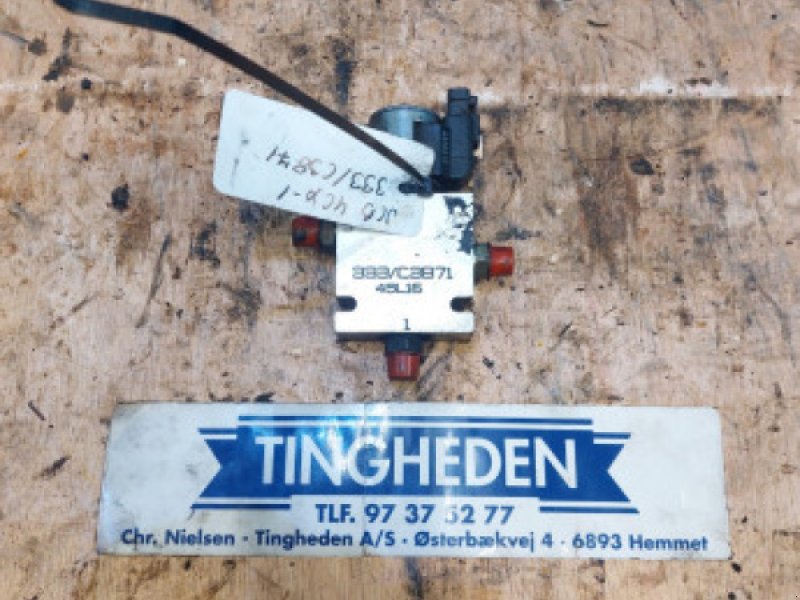 JCB 4CX-1
333/C3871
333/C3871
45L16
1
TINGHEDEN
TLF. 97 37 52 77
Chr. Nielsen · Tingheden A/S · Østerbækvej 4 · 6893 Hemmet